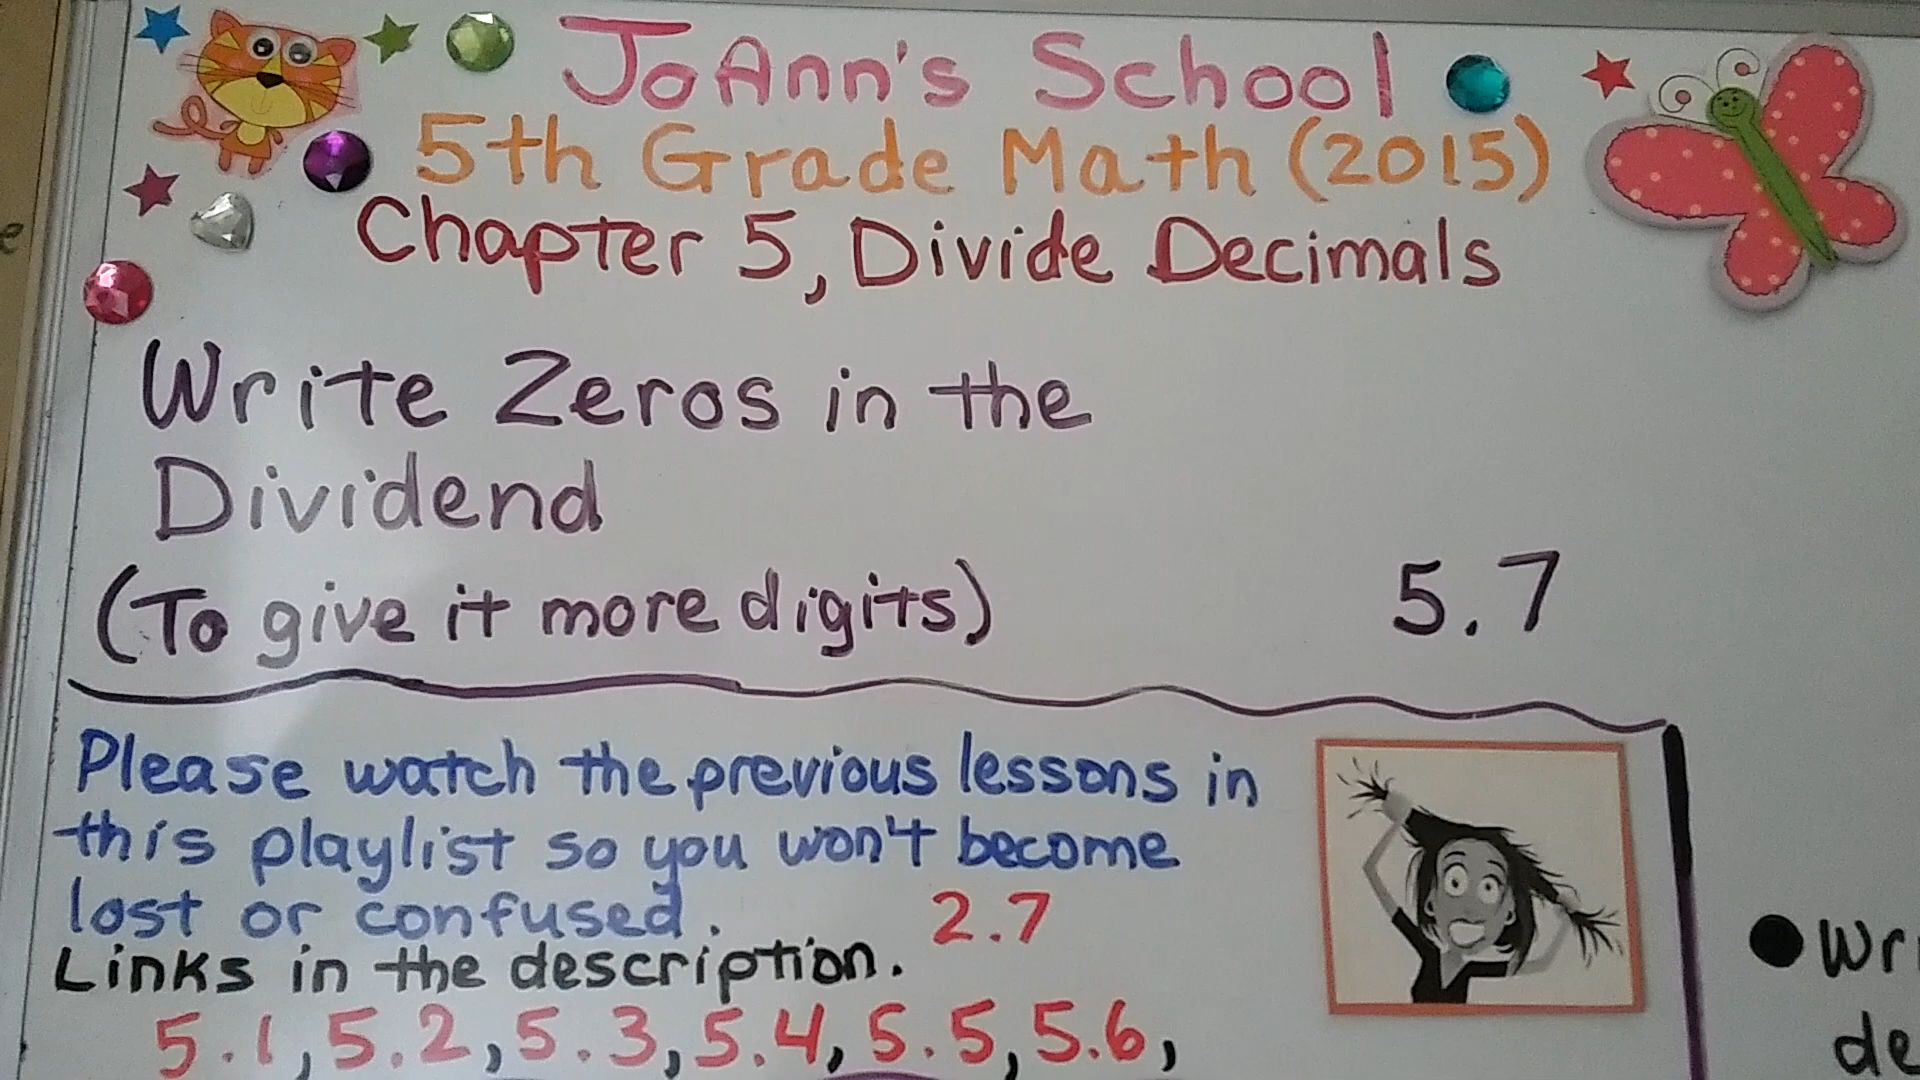 JoAnn's School
5th Grade Math (2015)
Chapter 5, Divide Decimals
Write Zeros in the
Dividend
(To give it more digits)
5.7
Please watch the previous lessons in
this playlist so you won't become
lost or confused.
2.7
Links in the description.
5.1, 5.2, 5.3, 5.4, 5.5, 5.6,